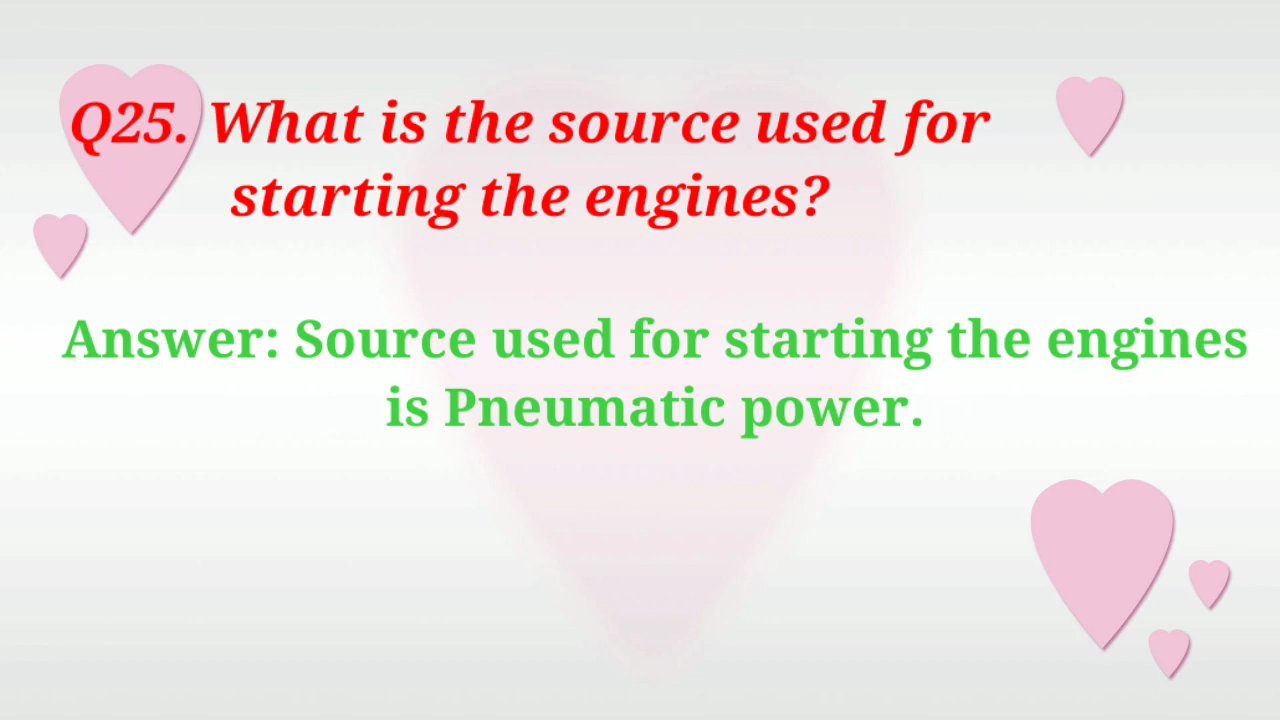 Q25. What is the source used for
starting the engines?
Answer: Source used for starting the engines
is Pneumatic power.